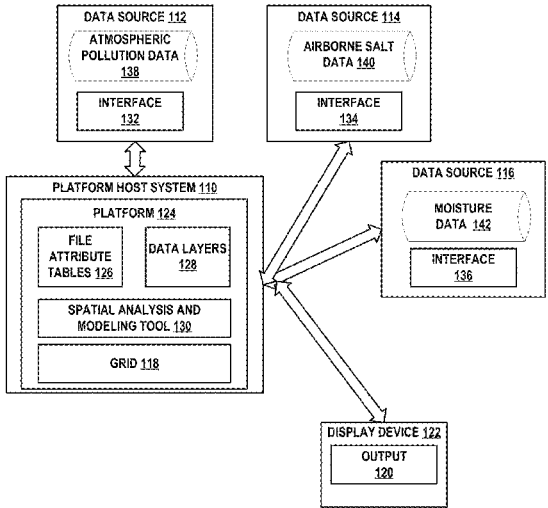 DATA SOURCE 112
ATMOSPHERIC
POLLUTION DATA
138
INTERFACE
132
DATA SOURCE 114
AIRBORNE SALT
DATA 140
INTERFACE
134
DATA SOURCE 116
MOISTURE
DATA 142
INTERFACE
136
PLATFORM HOST SYSTEM 110
PLATFORM 124
FILE
ATTRIBUTE
TABLES 126
DATA LAYERS
128
SPATIAL ANALYSIS AND
MODELING TOOL 130
GRID 118
DISPLAY DEVICE 122
OUTPUT
120